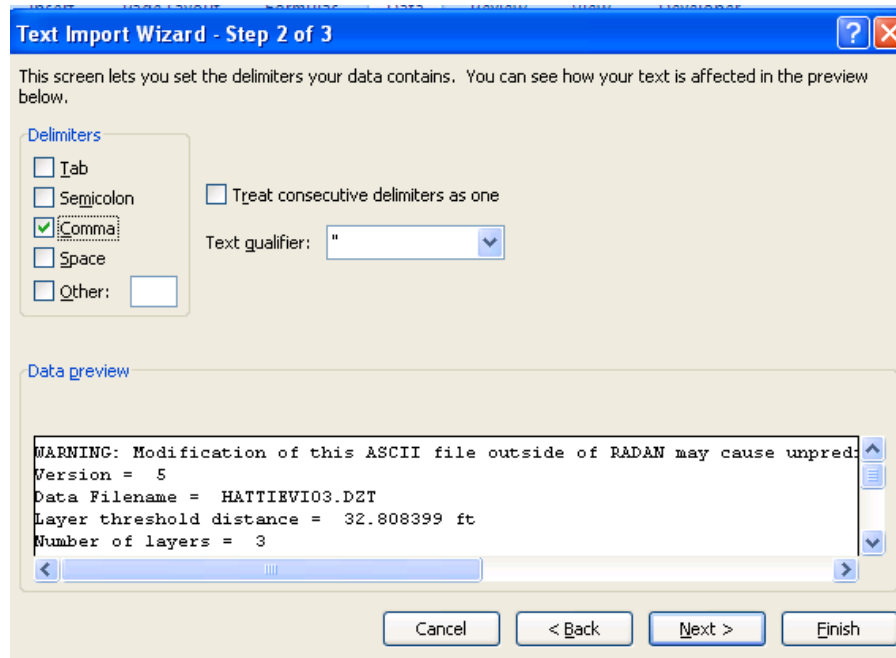 Text Import Wizard - Step 2 of 3
This screen lets you set the delimiters your data contains.  You can see how your text is affected in the preview
below.
Delimiters
Tab
Semicolon
Comma
Space
Other:
Treat consecutive delimiters as one
Text qualifier: "
Data preview
WARNING: Modification of this ASCII file outside of RADAN may cause
Version =  5
Data Filename =  HATTIEVI03.DZT
Layer threshold distance =  32.808399 ft
Number of layers =  3
Cancel
< Back
Next >
Finish